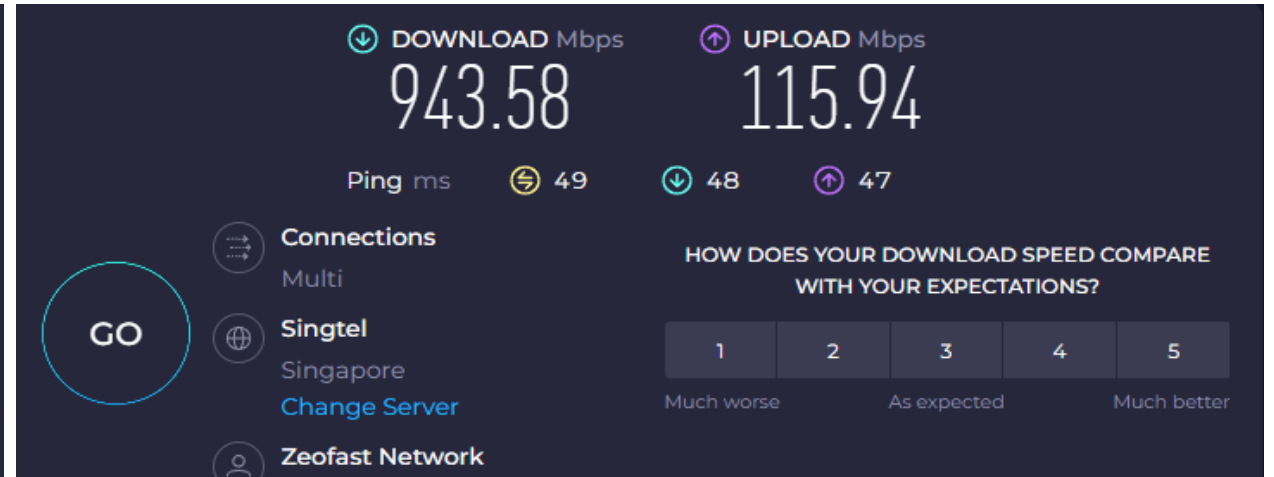 DOWNLOAD Mbps
943.58
UPLOAD Mbps
115.94
Ping ms 49 48 47
GO
Connections
Multi
Singtel
Singapore
Change Server
Zeofast Network
HOW DOES YOUR DOWNLOAD SPEED COMPARE
WITH YOUR EXPECTATIONS?
1 2 3 4 5
Much worse As expected Much better